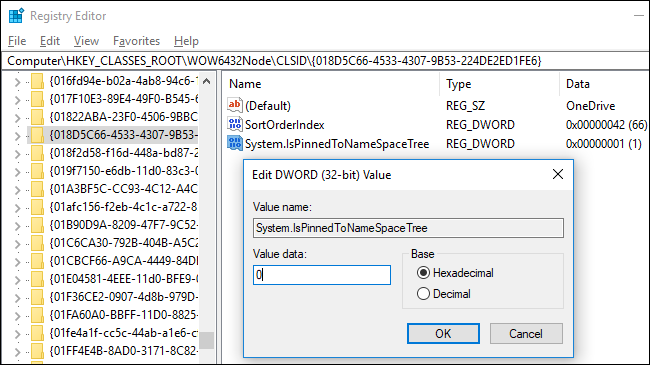 Registry Editor
File Edit View Favorites Help
Computer\HKEY_CLASSES_ROOT\WOW6432Node\CLSID\{018D5C66-4533-4307-9B53-224DE2ED1FE6}
{016fd94e-b02a-4ab8-94c6-
{017F10E3-89E4-49F0-B545-6
{01822ABA-23F0-4506-9BBC
{018D5C66-4533-4307-9B53-
{018f2d58-f16d-448a-bd87-2
{019f7150-e6db-11d0-83c3-0
{01A3BF5C-CC93-4C12-A4C
{01afc156-f2eb-4c1c-a722-8
{01B90D9A-8209-47F7-9C52-
{01C6CA30-792B-404B-A5C2
{01CBCF66-A9CA-4449-84DI
{01E04581-4EEE-11d0-BFE9-0
{01F36CE2-0907-4d8b-979D-
{01FA60A0-BBFF-11D0-8825-
{01fe4a1f-cc5c-44ab-a1e6-c
{01FF4E4B-8AD0-3171-8C82-
Name Type Data
(Default) REG_SZ OneDrive
SortOrderIndex REG_DWORD 0x00000042 (66)
System.IsPinnedToNameSpaceTree REG_DWORD 0x00000001 (1)
Edit DWORD (32-bit) Value
Value name:
System.IsPinnedToNameSpaceTree
Value data:
0
Base
Hexadecimal
Decimal
OK Cancel